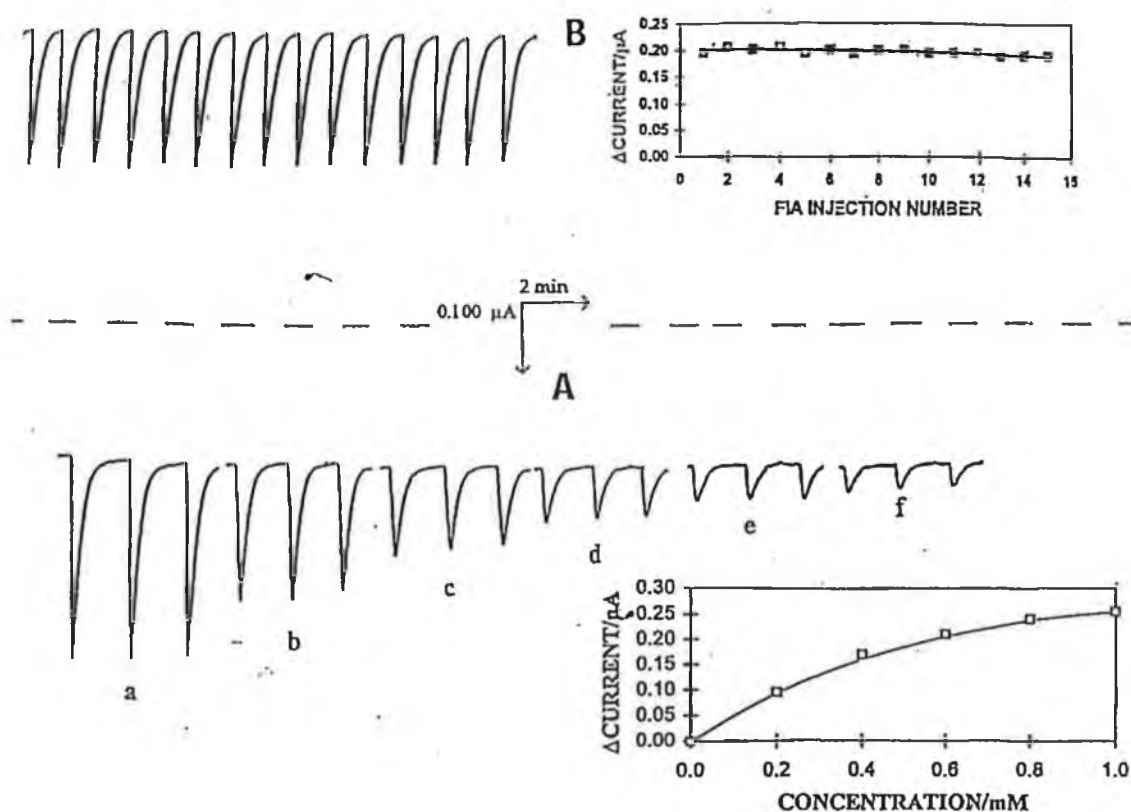 B
ΔCURRENT/µA
0.25
0.20
0.15
0.10
0.05
0.00
0 2 4 6 8 10 12 14 15
FIA INJECTION NUMBER
2 min
0.100 µA
A
a
b
c
d
e
f
ΔCURRENT/µA
0.30
0.25
0.20
0.15
0.10
0.05
0.00
0.0 0.2 0.4 0.6 0.8 1.0
CONCENTRATION/mM